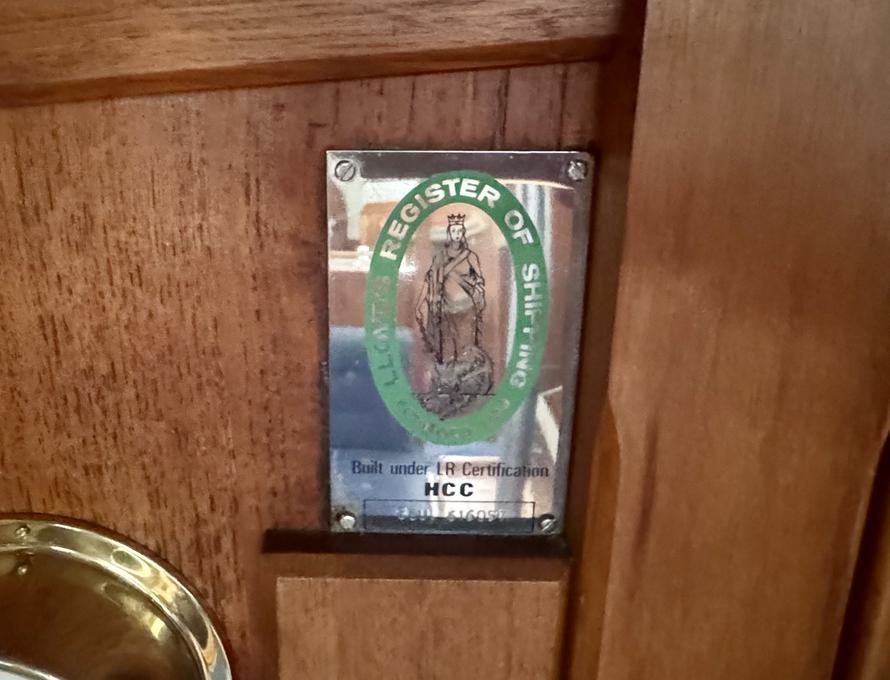 LLOYD'S REGISTER OF SHIPPING
Built under LR Certification
HCC